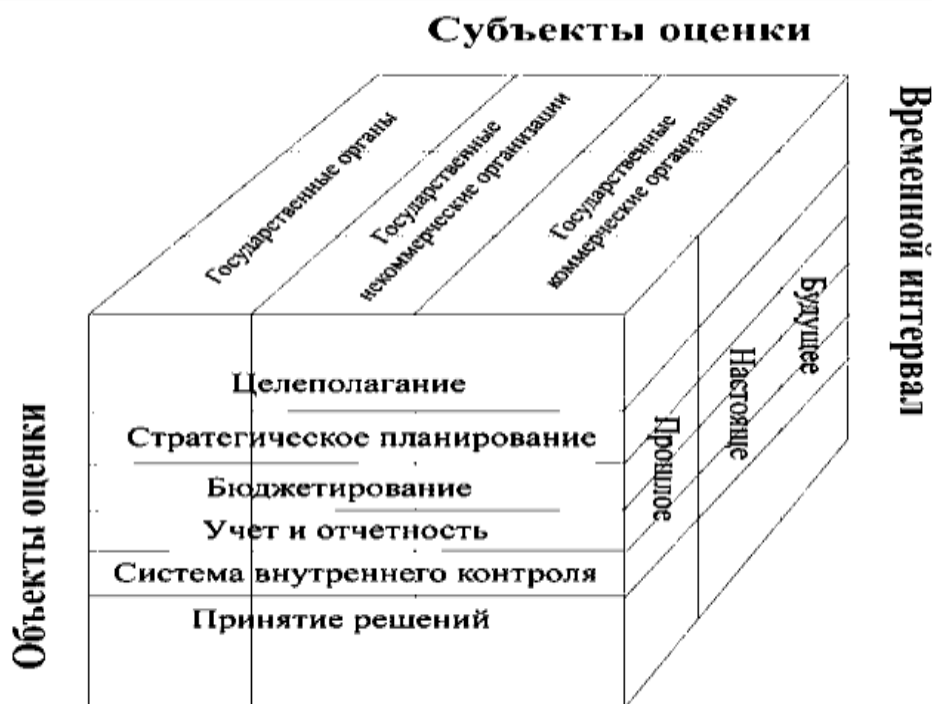 Субъекты оценки
Государственные органы
Государственные
некоммерческие организации
Государственные
коммерческие организации
Временной интервал
Объекты оценки
Целеполагание
Стратегическое планирование
Бюджетирование
Учет и отчетность
Система внутреннего контроля
Принятие решений
Прошлое
Настояще
Будущее